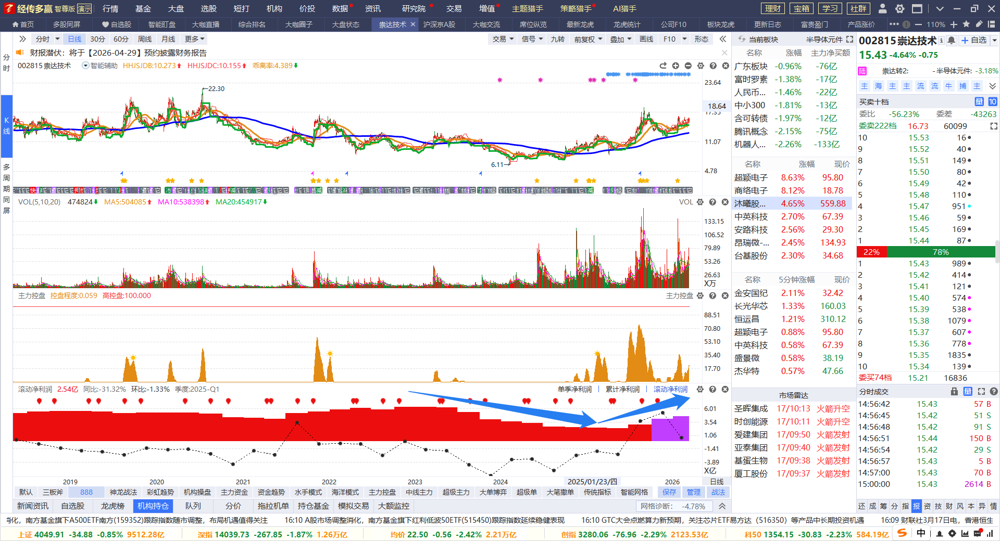 经传多赢 智尊版 演示 行情 基金 大盘 选股 短打 机构 价投 数据 资讯 研究院 交易 增值 主题猎手 策略猎手 AI猎手 理财 宝箱 学习 社群
首页 多股同屏 自选股 智能盯盘 大咖直播 综合排名 大咖圈子 大盘状态 崇达技术 沪深京A股 大咖交流 席位纵览 最新龙虎 龙虎统计 公司F10 板块龙虎 更新日志 富贵盈门 产品涨价 110%
分时 日线 30分 60分 周线 月线 更多 交易 信号 九转 前复权 叠加 画线 F10 形态
分时
K线
多周期同屏
财报潜伏：将于【2026-04-29】预约披露财务报告
002815 崇达技术 智能辅助 HHJSJDB:10.273 HHJSJDC:10.155 乖离率:4.389
22.30
6.11
23.64
18.64
11.07
4.78
VOL(5,10,20) 474824 MA5:504085 MA10:538398 MA20:454917 VOL
133.15
106.52
79.89
53.26
26.63
X万
主力控盘 控盘程度:0.059 高控盘:100.000 主力控盘
88.51
70.80
53.10
35.40
17.70
滚动净利润 2.54亿 同比:-31.32% 环比:-1.33% 季度:2025-Q1 单季净利润 累计净利润 滚动净利润
6.01
3.54
1.06
-1.41
-3.89
X亿
2019 2020 2021 2022 2023 2024 2025/01/23/四 2026 日线
默认 三板斧 888 神龙战法 彩虹趋势 机构操盘 主力资金 资金趋势 水手模式 海洋模式 主力控盘 中线主力 超级主力 大单博弈 超级单 大笔撤单 传统指标 智能网格 保存 管理 战法
新闻资讯 自选股 龙虎榜 机构持仓 队列 分价 拖拉机单 持仓基金 模拟交易 大额监控 网格诊断： -4.78%
当前板块 半导体元件
名称 涨幅 主力净买额
广东板块 -0.96% -76亿
富时罗素 -1.38% -17亿
人民币... -1.46% -22亿
中小300 -1.81% -13亿
含可转债 -1.97% -12亿
腾讯概念 -2.15% -75亿
机器人... -2.26% -133亿
名称 涨幅 现价
超颖电子 8.63% 95.80
商络电子 8.12% 18.78
沐曦股... 4.65% 559.88
中英科技 2.70% 67.39
安路科技 2.56% 29.30
昂瑞微-... 2.45% 134.93
台基股份 2.30% 34.68
名称 5分钟涨幅 现价
金安国纪 2.11% 32.42
长光华芯 1.33% 160.03
恒运昌 1.21% 310.12
超颖电子 0.88% 95.80
中英科技 0.58% 67.39
盛景微 0.58% 38.19
杰华特 0.57% 47.66
市场雷达
圣晖集成 17/10:13 火箭升空
时创能源 17/10:11 火箭升空
爱建集团 17/09:50 火箭发射
亚泰集团 17/09:40 火箭发射
基蛋生物 17/09:38 火箭发射
厦工股份 17/09:37 火箭发射
002815 崇达技术 自选
15.43 -4.64% -0.75
陆 崇达转2: - 半导体元件: -3.18%
主 海 主 主 流 流 牛 捕 主
买卖十档 量 10
委比 -56.23% 委差 -43263
委卖222档 16.73 60099
10 15.53 16
9 15.52 40
8 15.51 149
7 15.50 80
6 15.49 42
5 15.48 110
4 15.47 951
3 15.46 59
2 15.45 169
1 15.44 87
22% 78%
1 15.43 989
2 15.42 414
3 15.41 121
4 15.40 574
5 15.39 538
6 15.38 1079
7 15.37 607
8 15.36 778
9 15.35 1835
10 15.34 139
委买74档 15.21 16836
分时成交 量
14:56:42 15.43 57 B
14:56:45 15.42 51 S
14:56:48 15.42 91 S
14:56:51 15.44 150 B
14:56:54 15.42 29 S
14:56:57 15.43 5 B
14:57:00 15.43 70 B
15:00:00 15.43 2614 B
还 成 筹 分 指 报 资 技 财 风 本 异 情
消化，南方基金旗下A500ETF南方(159352)跟踪指数随市调整，布局机遇值得关注 16:10 A股市场调整消化，南方基金旗下红利低波50ETF(515450)跟踪指数延续稳健表现 16:10 GTC大会点燃算力新预期，关注芯片ETF易方达（516350）等产品中长期投资机遇 16:09 财联社3月17日电，香港恒生
上证 4049.91 -34.88 -0.85% 9512.28亿 深指 14039.73 -267.85 -1.87% 1.26万亿 均价 22.50 -0.56 -2.42% 2.21万亿 创指 3280.06 -76.96 -2.29% 2123.53亿 科50 1354.15 -30.83 -2.23% 584.19亿 中